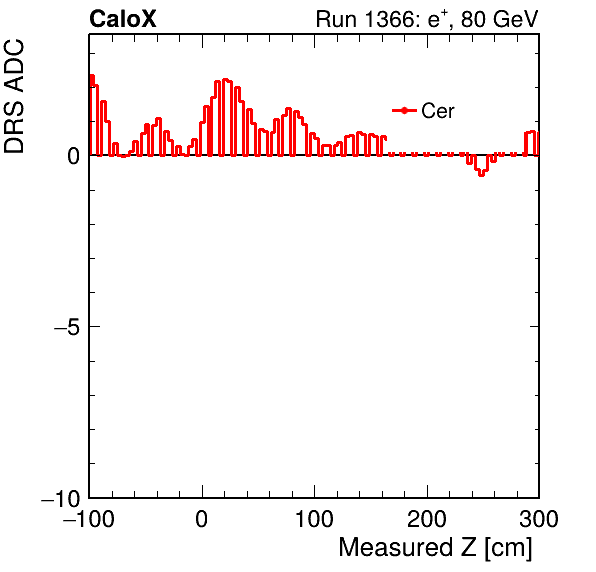 CaloX Run 1366: e+, 80 GeV
DRS ADC
Cer
0
−5
−10
−100 0 100 200 300
Measured Z [cm]